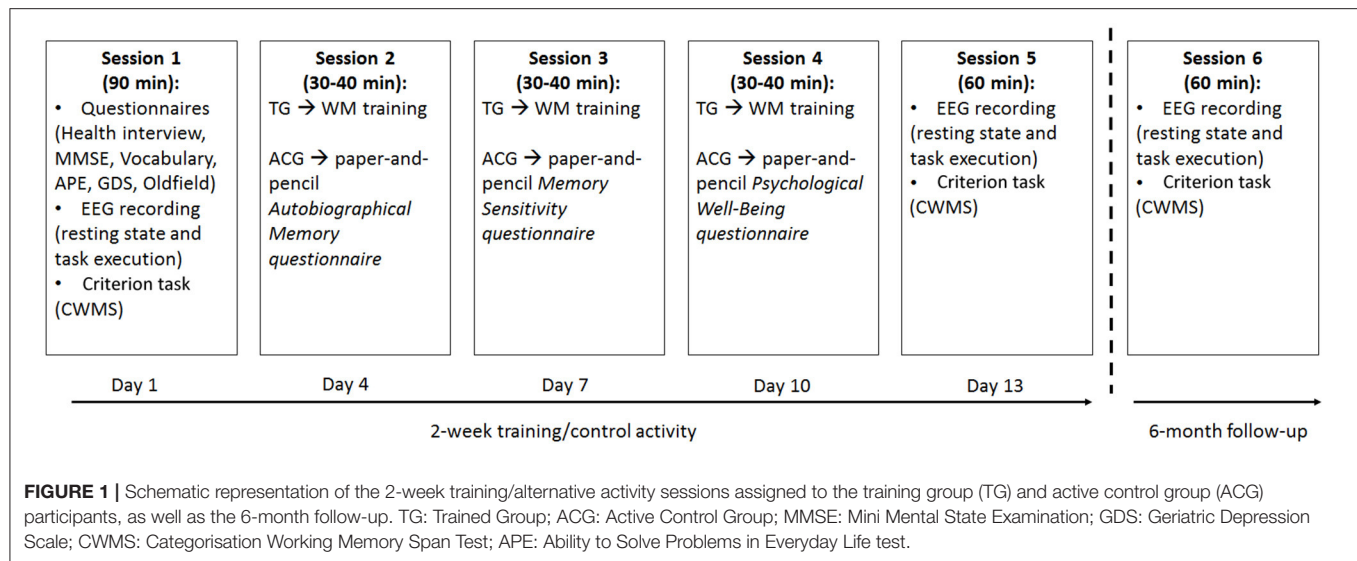 Session 1
(90 min):
• Questionnaires
(Health interview,
MMSE, Vocabulary,
APE, GDS, Oldfield)
• EEG recording
(resting state and
task execution)
• Criterion task
(CWMS)
Session 2
(30-40 min):
TG → WM training
ACG → paper-and-
pencil
Autobiographical
Memory
questionnaire
Session 3
(30-40 min):
TG → WM training
ACG → paper-and-
pencil Memory
Sensitivity
questionnaire
Session 4
(30-40 min):
TG → WM training
ACG → paper-and-
pencil Psychological
Well-Being
questionnaire
Session 5
(60 min):
• EEG recording
(resting state and
task execution)
• Criterion task
(CWMS)
Session 6
(60 min):
• EEG recording
(resting state and
task execution)
• Criterion task
(CWMS)
Day 1
Day 4
Day 7
Day 10
Day 13
2-week training/control activity
6-month follow-up
FIGURE 1 | Schematic representation of the 2-week training/alternative activity sessions assigned to the training group (TG) and active control group (ACG)
participants, as well as the 6-month follow-up. TG: Trained Group; ACG: Active Control Group; MMSE: Mini Mental State Examination; GDS: Geriatric Depression
Scale; CWMS: Categorisation Working Memory Span Test; APE: Ability to Solve Problems in Everyday Life test.